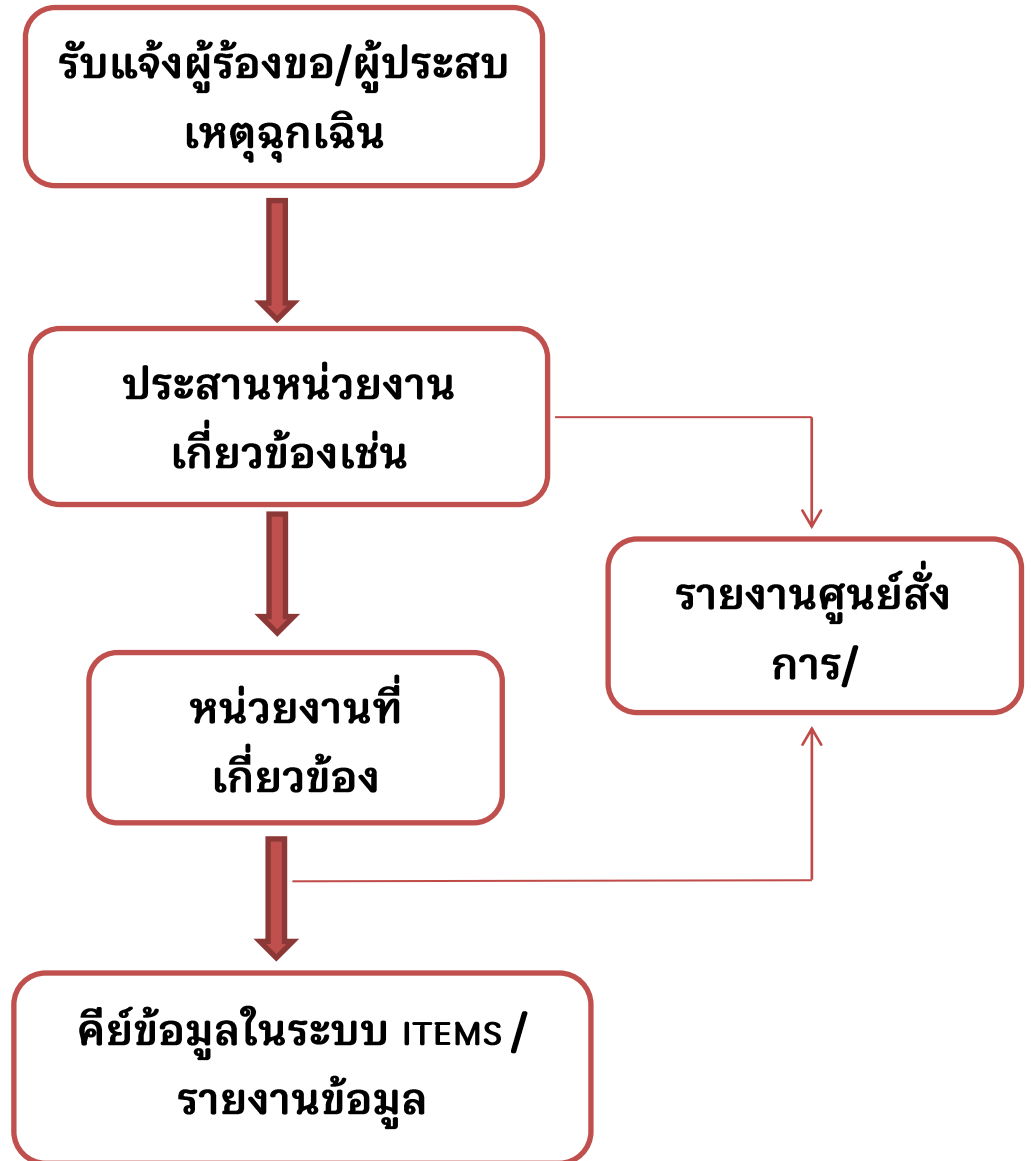 รับแจ้งผู้ร้องขอ/ผู้ประสบ
เหตุฉุกเฉิน
ประสานหน่วยงาน
เกี่ยวข้องเช่น
รายงานศูนย์สั่ง
การ/
หน่วยงานที่
เกี่ยวข้อง
คีย์ข้อมูลในระบบ ITEMS /
รายงานข้อมูล